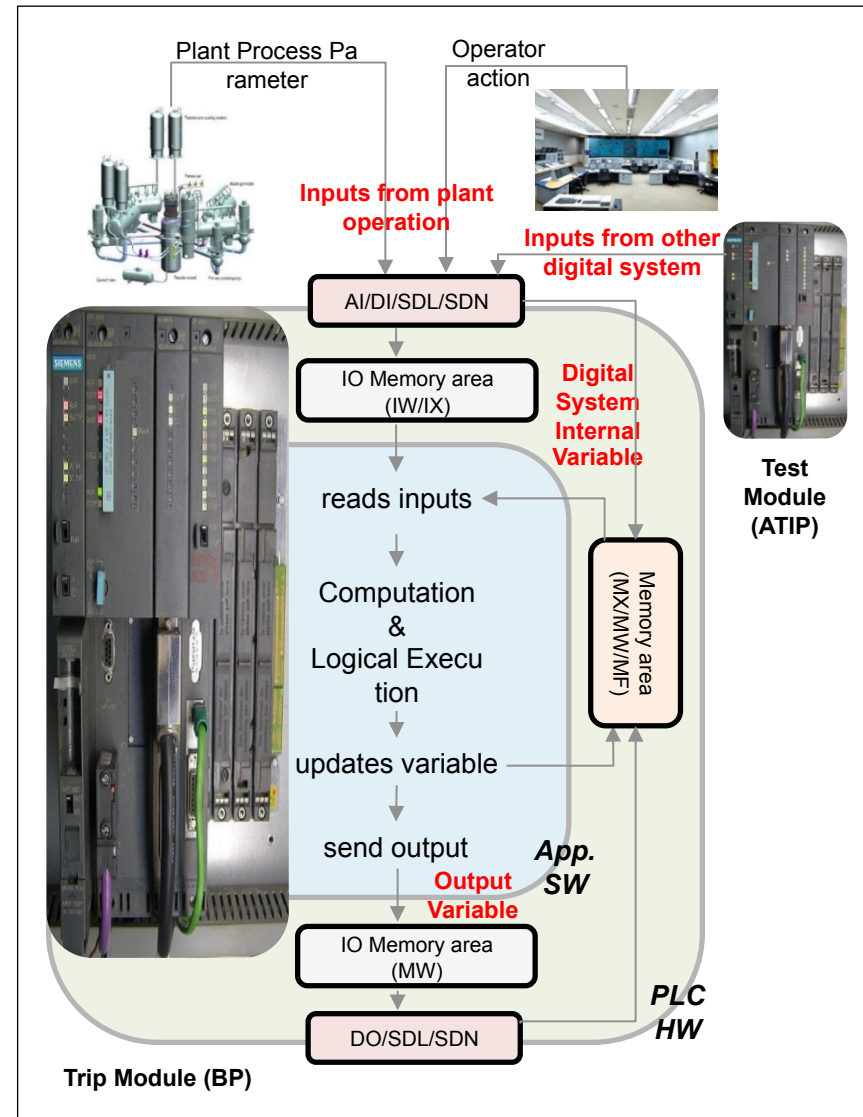 Plant Process Pa
rameter
Operator
action
Inputs from plant
operation
Inputs from other
digital system
AI/DI/SDL/SDN
SIEMENS
IO Memory area
(IW/IX)
Digital
System
Internal
Variable
Test
Module
(ATIP)
reads inputs
Memory area
(MX/MW/MF)
Computation
&
Logical Execu
tion
updates variable
send output
App.
SW
Output
Variable
IO Memory area
(MW)
PLC
HW
DO/SDL/SDN
Trip Module (BP)